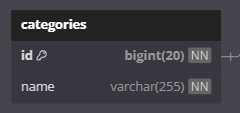 categories
id bigint(20) NN
name varchar(255) NN